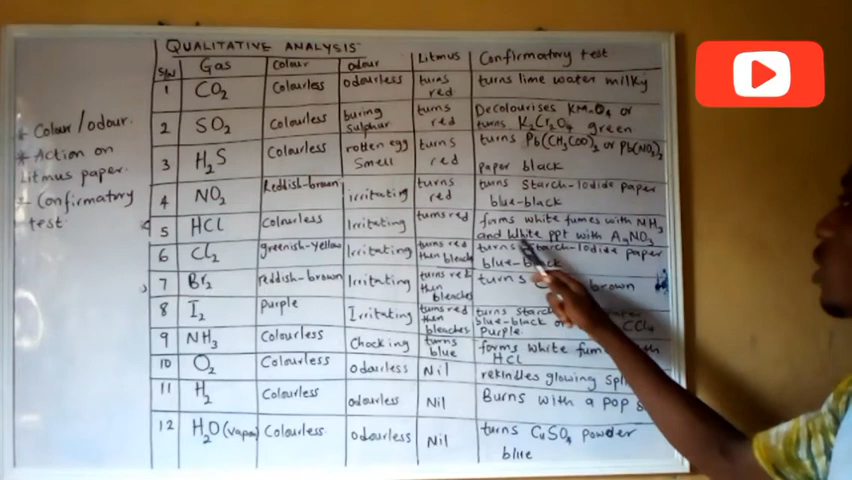 QUALITATIVE ANALYSIS
S/N Gas Colour odour Litmus Confirmatory test
1 CO2 Colourless odourless turns red turns lime water milky
2 SO2 Colourless buring sulphur turns red Decolourises KMnO4 or turns K2Cr2O4 green
3 H2S Colourless rotten egg Smell turns red turns Pb(CH3COO)2 or Pb(NO3)2 paper black
4 NO2 Reddish-brown irritating turns red turns Starch-Iodide paper blue-black
5 HCL Colourless Irritating turns red forms white fumes with NH3 and White ppt with AgNO3
6 Cl2 greenish-yellow Irritating turns red then bleach turns Starch-Iodide paper blue-black
7 Br2 reddish-brown Irritating turns red then bleaches turns brown
8 I2 Purple Irritating turns red then bleaches turns blue-black or CCl4 Purple
9 NH3 Colourless Chocking turns blue forms white HCL
10 O2 Colourless Odourless Nil rekindles glowing
11 H2 Colourless odourless Nil Burns with a pop
12 H2O (vapor) Colourless odourless Nil turns CuSO4 powder blue
* Colour/odour.
* Action on
Litmus paper.
* Confirmatory
test.